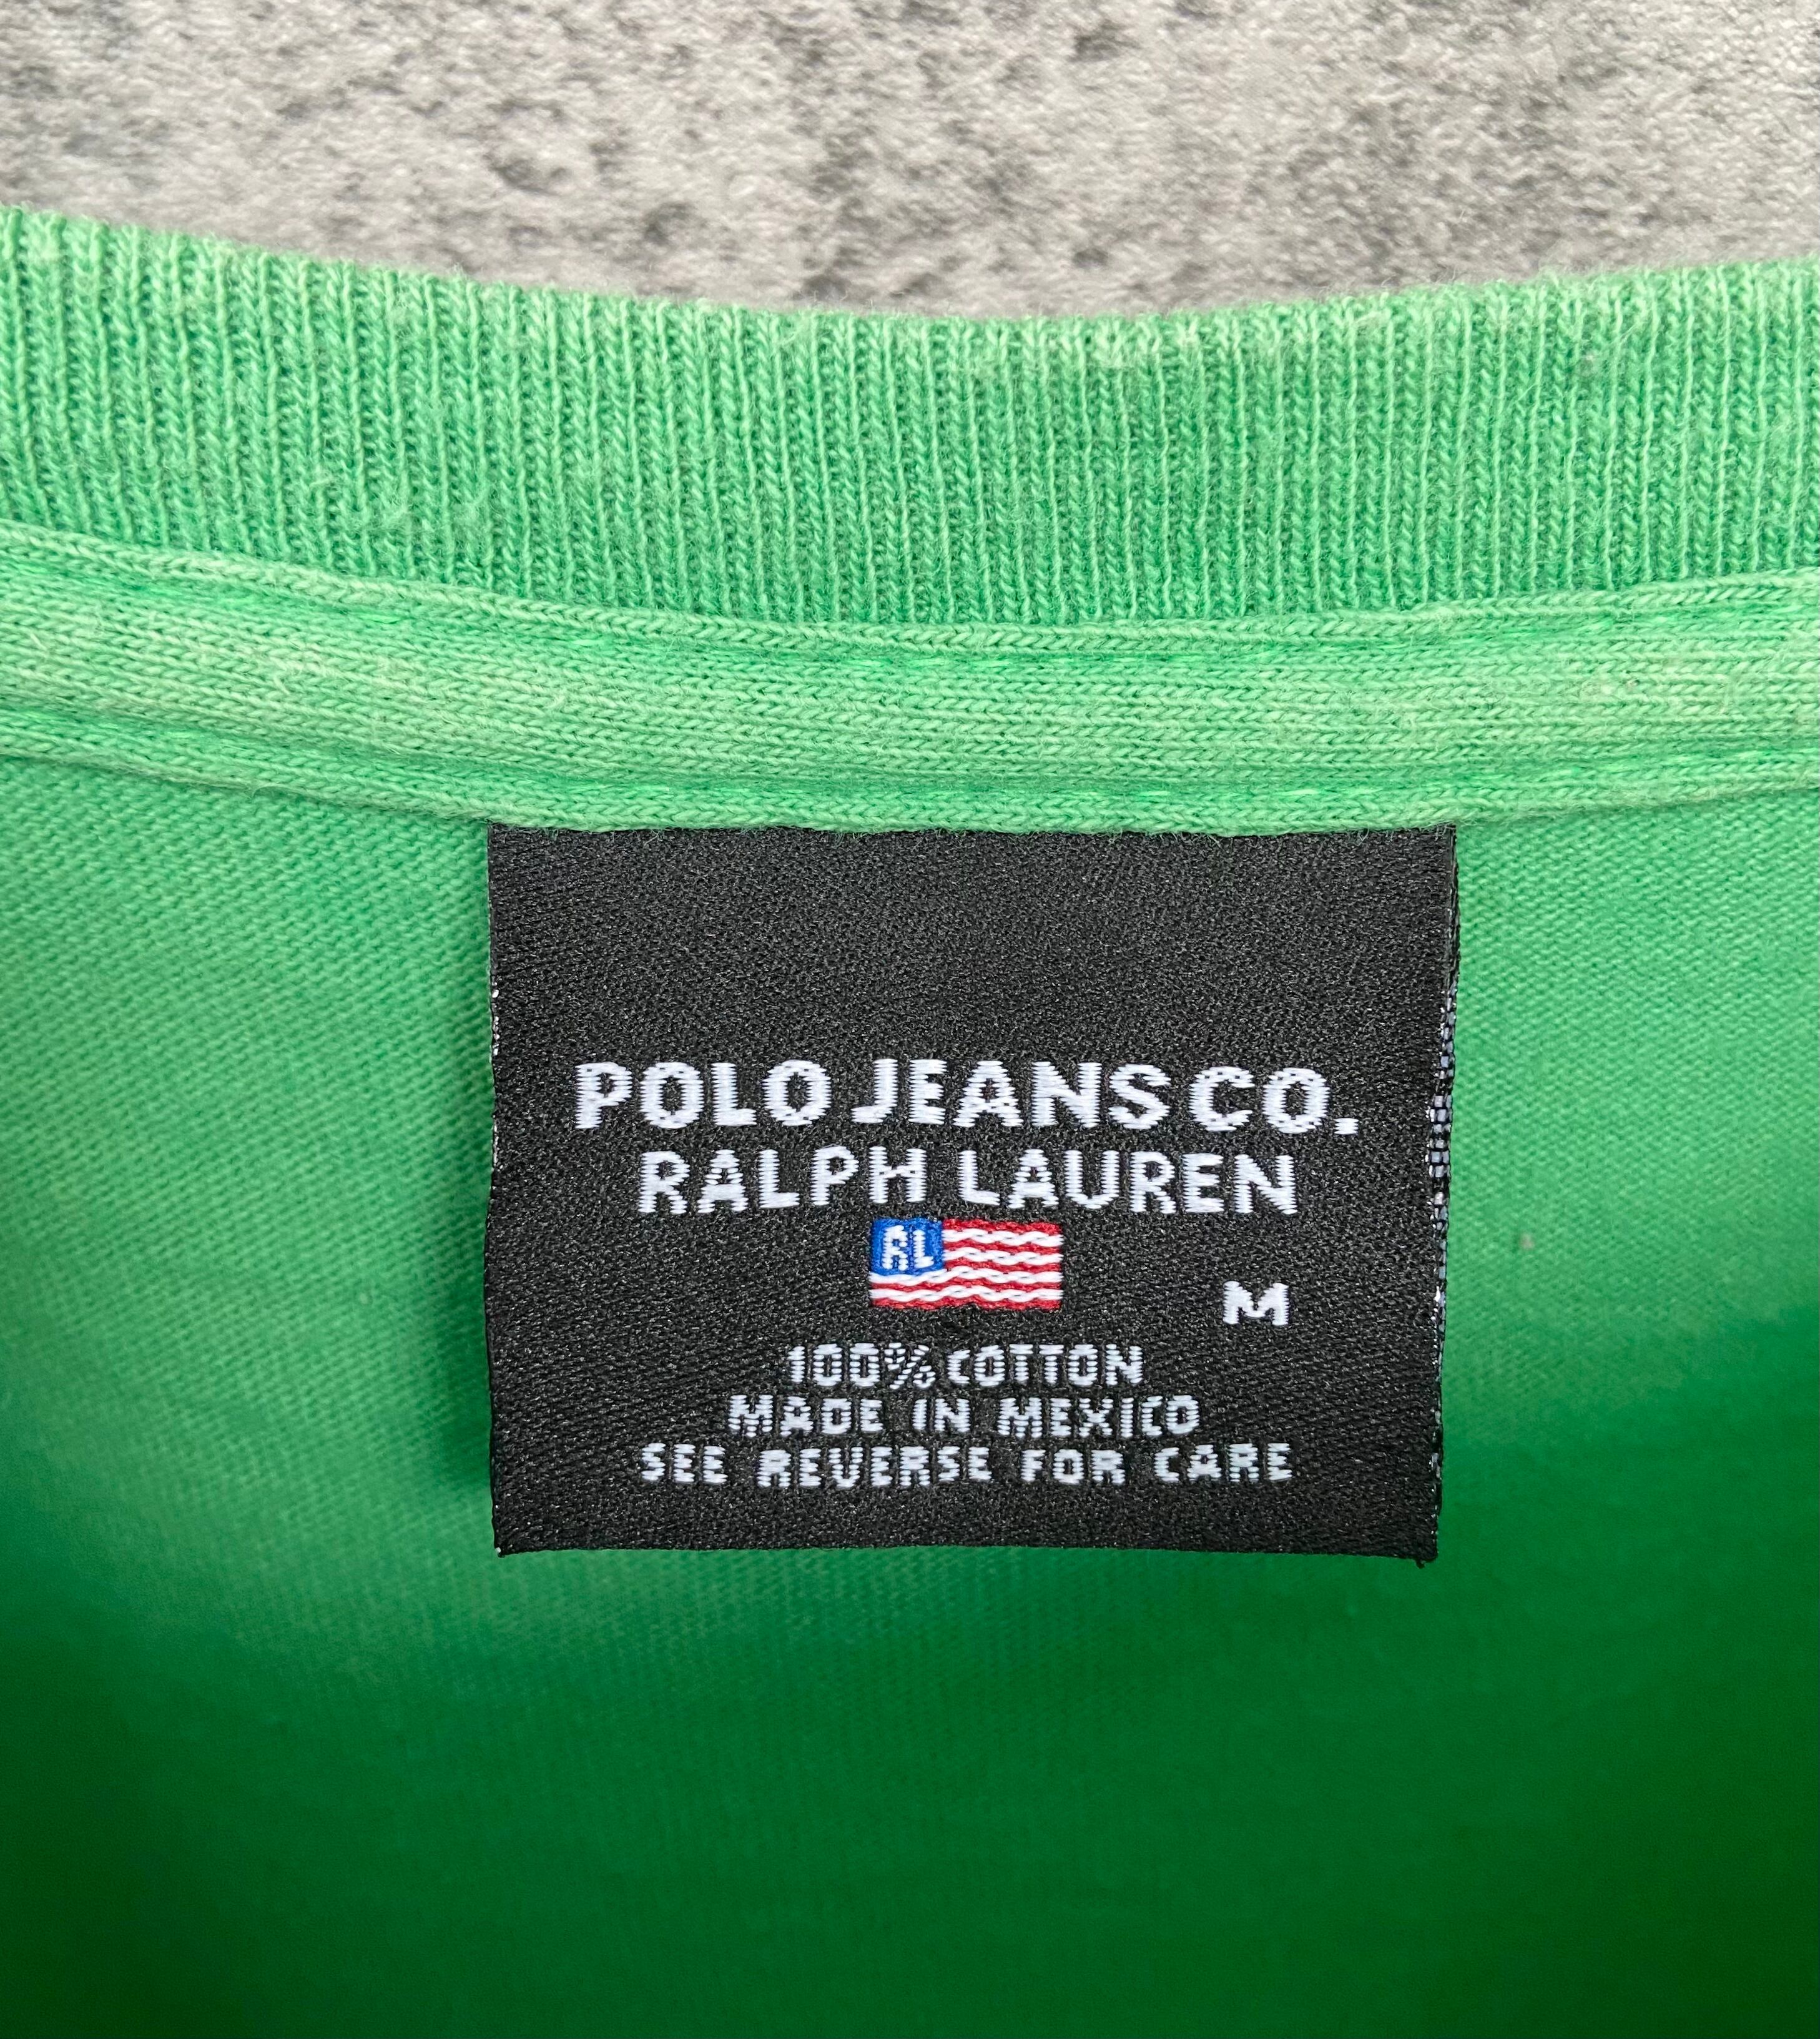 POLO JEANS CO.
RALPH LAUREN
RL
M
100% COTTON
MADE IN MEXICO
SEE REVERSE FOR CARE